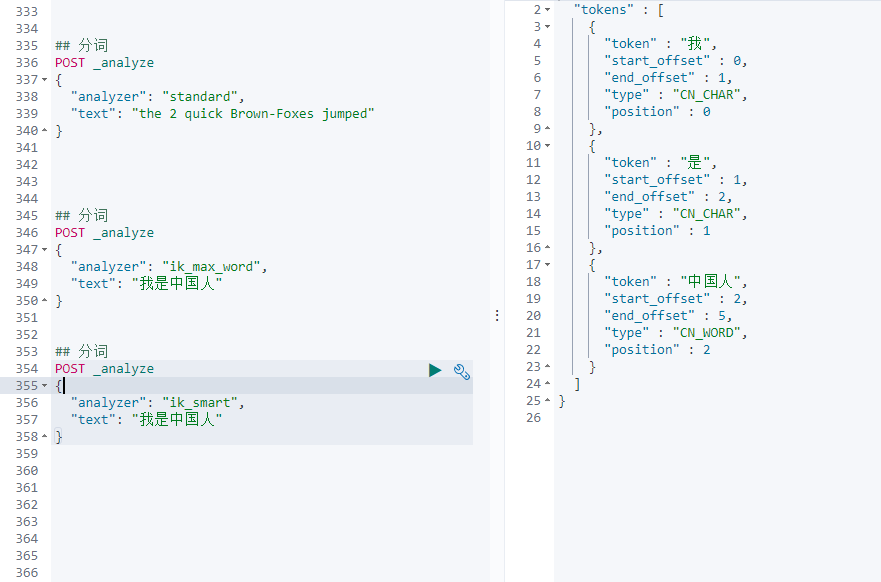 333
334
335 ## 分词
336 POST _analyze
337 {
338 "analyzer": "standard",
339 "text": "the 2 quick Brown-Foxes jumped"
340 }
341
342
343
344
345 ## 分词
346 POST _analyze
347 {
348 "analyzer": "ik_max_word",
349 "text": "我是中国人"
350 }
351
352
353 ## 分词
354 POST _analyze
355 {
356 "analyzer": "ik_smart",
357 "text": "我是中国人"
358 }
359
360
361
362
363
364
365
366
2 "tokens" : [
3 {
4 "token" : "我",
5 "start_offset" : 0,
6 "end_offset" : 1,
7 "type" : "CN_CHAR",
8 "position" : 0
9 },
10 {
11 "token" : "是",
12 "start_offset" : 1,
13 "end_offset" : 2,
14 "type" : "CN_CHAR",
15 "position" : 1
16 },
17 {
18 "token" : "中国人",
19 "start_offset" : 2,
20 "end_offset" : 5,
21 "type" : "CN_WORD",
22 "position" : 2
23 }
24 ]
25 }
26